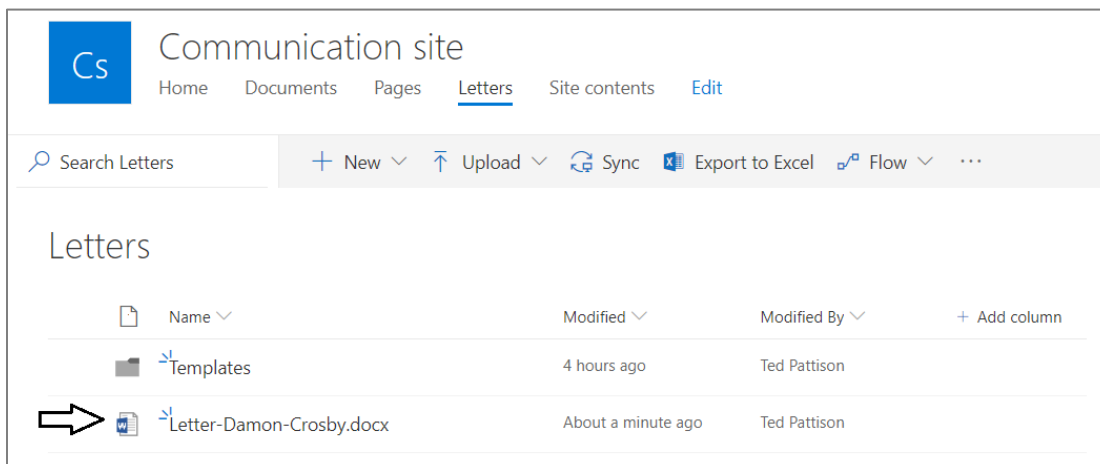 Cs
Communication site
Home Documents Pages Letters Site contents Edit
Search Letters + New Upload Sync Export to Excel Flow ...
Letters
Name Modified Modified By + Add column
Templates 4 hours ago Ted Pattison
Letter-Damon-Crosby.docx About a minute ago Ted Pattison